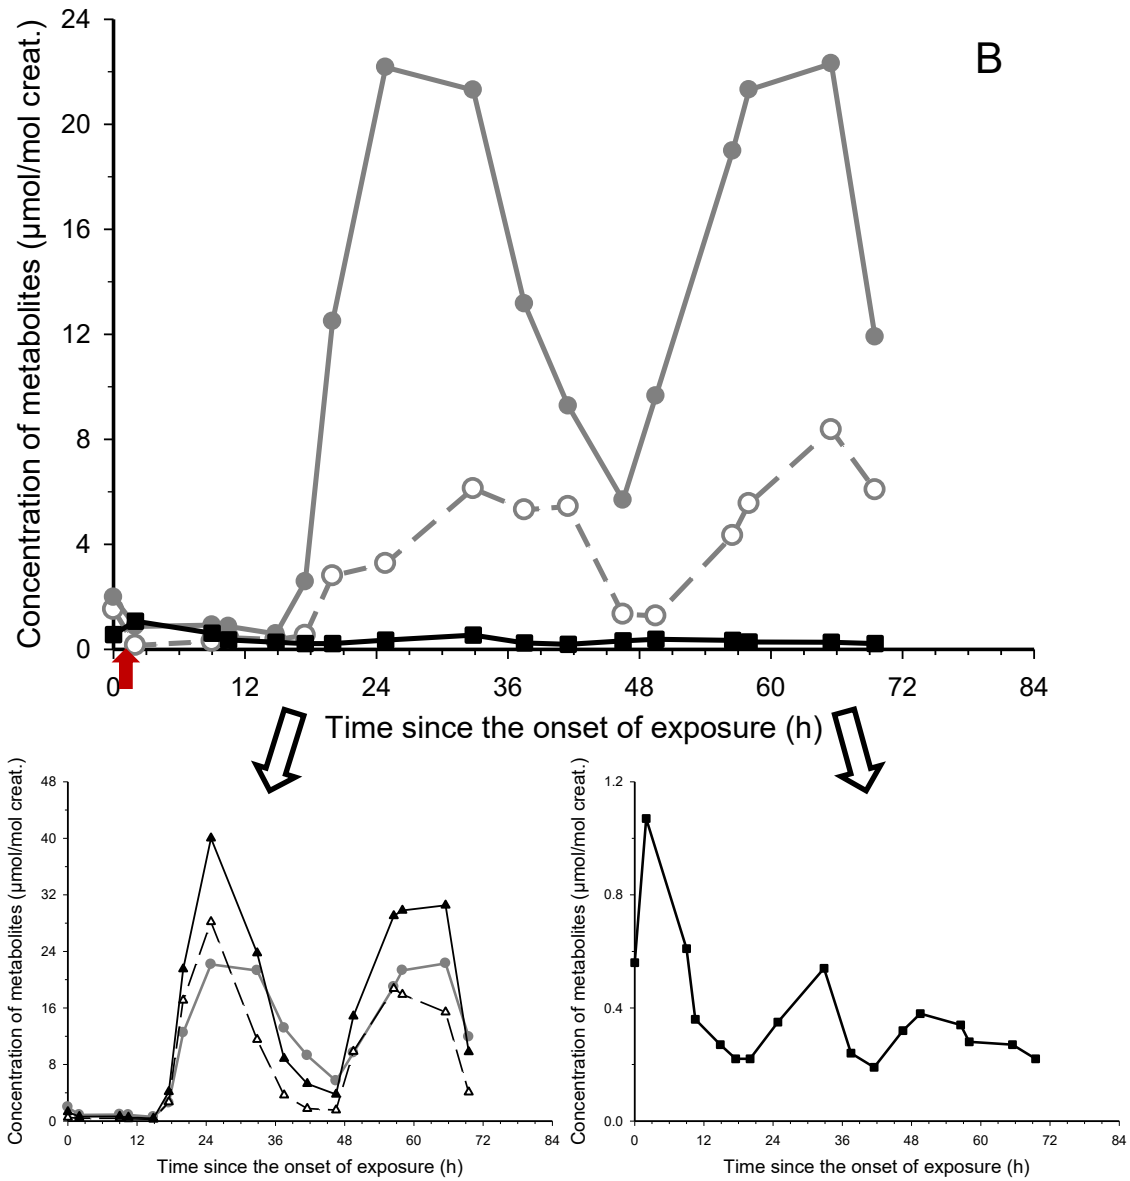 B
Concentration of metabolites (µmol/mol creat.)
24
20
16
12
8
4
0
0 12 24 36 48 60 72 84
Time since the onset of exposure (h)
Concentration of metabolites (µmol/mol creat.)
48
40
32
24
16
8
0
0 12 24 36 48 60 72 84
Time since the onset of exposure (h)
Concentration of metabolites (µmol/mol creat.)
1.2
0.8
0.4
0.0
0 12 24 36 48 60 72 84
Time since the onset of exposure (h)